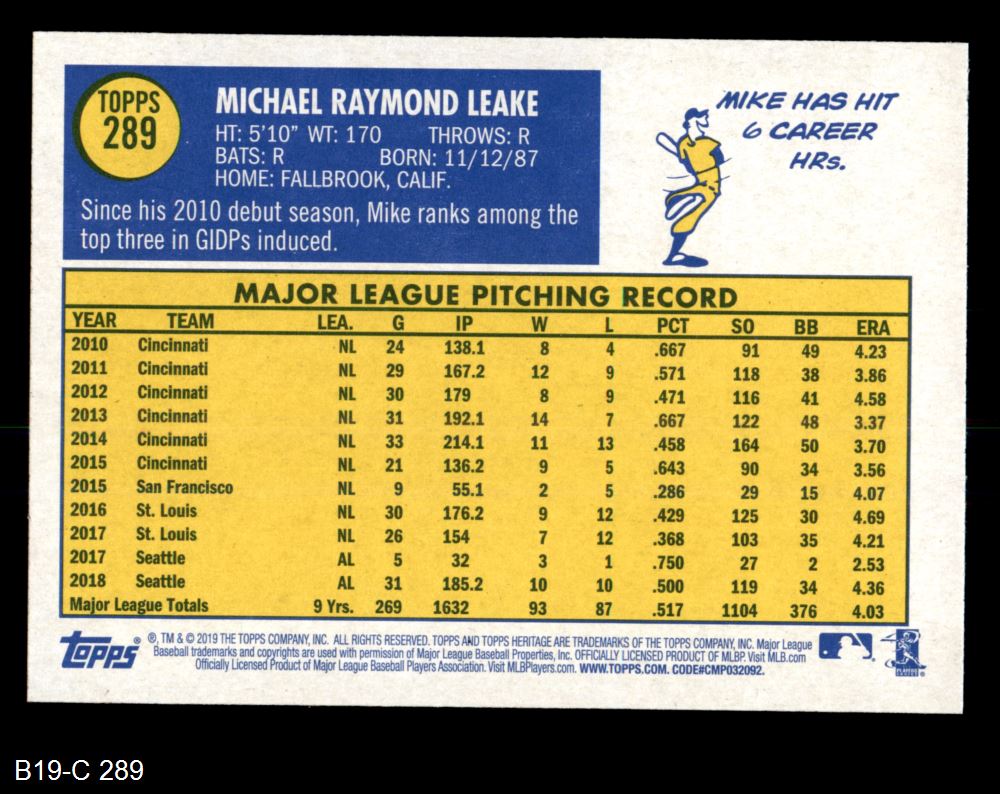 TOPPS
289
MICHAEL RAYMOND LEAKE
HT: 5'10" WT: 170 THROWS: R
BATS: R BORN: 11/12/87
HOME: FALLBROOK, CALIF.
Since his 2010 debut season, Mike ranks among the
top three in GIDPs induced.
MIKE HAS HIT
6 CAREER
HRs.
MAJOR LEAGUE PITCHING RECORD
YEAR TEAM LEA. G IP W L PCT SO BB ERA
2010 Cincinnati NL 24 138.1 8 4 .667 91 49 4.23
2011 Cincinnati NL 29 167.2 12 9 .571 118 38 3.86
2012 Cincinnati NL 30 179 8 9 .471 116 41 4.58
2013 Cincinnati NL 31 192.1 14 7 .667 122 48 3.37
2014 Cincinnati NL 33 214.1 11 13 .458 164 50 3.70
2015 Cincinnati NL 21 136.2 9 5 .643 90 34 3.56
2015 San Francisco NL 9 55.1 2 5 .286 29 15 4.07
2016 St. Louis NL 30 176.2 9 12 .429 125 30 4.69
2017 St. Louis NL 26 154 7 12 .368 103 35 4.21
2017 Seattle AL 5 32 3 1 .750 27 2 2.53
2018 Seattle AL 31 185.2 10 10 .500 119 34 4.36
Major League Totals 9 Yrs. 269 1632 93 87 .517 1104 376 4.03
Topps ®
®, TM & © 2019 THE TOPPS COMPANY, INC. ALL RIGHTS RESERVED. TOPPS AND TOPPS HERITAGE ARE TRADEMARKS OF THE TOPPS COMPANY, INC. Major League
Baseball trademarks and copyrights are used with permission of Major League Baseball Properties, Inc. OFFICIALLY LICENSED PRODUCT OF MLBP. Visit MLB.com
Officially Licensed Product of Major League Baseball Players Association. Visit MLBPlayers.com. WWW.TOPPS.COM. CODE#CMP032092.
B19-C 289